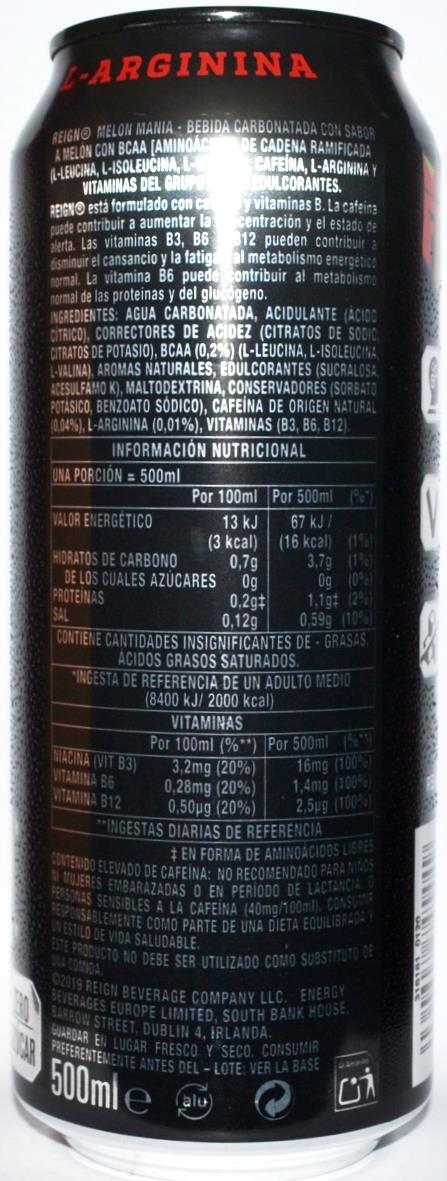 L-ARGININA
REIGN® MELON MANIA - BEBIDA CARBONATADA CON SABOR
A MELÓN CON BCAA [AMINOÁC DE CADENA RAMIFICADA
(L-LEUCINA, L-ISOLEUCINA, L- CAFEÍNA, L-ARGININA Y
VITAMINAS DEL GRUPO EDULCORANTES.
REIGN® está formulado con ca y vitaminas B. La cafeína
puede contribuir a aumentar la centración y el estado de
alerta. Las vitaminas B3, B6 B12 pueden contribuir a
disminuir el cansancio y la fatiga al metabolismo energético
normal. La vitamina B6 puede contribuir al metabolismo
normal de las proteínas y del glucógeno.
INGREDIENTES: AGUA CARBONATADA, ACIDULANTE (ÁCIDO
CÍTRICO), CORRECTORES DE ACIDEZ (CITRATOS DE SODIO,
CITRATOS DE POTASIO), BCAA (0,2%) (L-LEUCINA, L-ISOLEUCINA,
L-VALINA), AROMAS NATURALES, EDULCORANTES (SUCRALOSA,
ACESULFAMO K), MALTODEXTRINA, CONSERVADORES (SORBATO
POTÁSICO, BENZOATO SÓDICO), CAFEÍNA DE ORIGEN NATURAL
(0,04%), L-ARGININA (0,01%), VITAMINAS (B3, B6, B12).
INFORMACIÓN NUTRICIONAL
UNA PORCIÓN = 500ml
Por 100ml Por 500ml (%*)
VALOR ENERGÉTICO 13 kJ 67 kJ /
(3 kcal) (16 kcal) (1%)
HIDRATOS DE CARBONO 0,7g 3,7g (1%)
DE LOS CUALES AZÚCARES 0g 0g (0%)
PROTEÍNAS 0,2g‡ 1,1g‡ (2%)
SAL 0,12g 0,59g (10%)
CONTIENE CANTIDADES INSIGNIFICANTES DE - GRASAS.
ÁCIDOS GRASOS SATURADOS.
*INGESTA DE REFERENCIA DE UN ADULTO MEDIO
(8400 kJ/ 2000 kcal)
VITAMINAS
Por 100ml (%**) Por 500ml (%**)
NIACINA (VIT B3) 3,2mg (20%) 16mg (100%)
VITAMINA B6 0,28mg (20%) 1,4mg (100%)
VITAMINA B12 0,50µg (20%) 2,5µg (100%)
**INGESTAS DIARIAS DE REFERENCIA
‡ EN FORMA DE AMINOÁCIDOS LIBRES
CONTENIDO ELEVADO DE CAFEÍNA: NO RECOMENDADO PARA NIÑOS
NI MUJERES EMBARAZADAS O EN PERÍODO DE LACTANCIA, O
PERSONAS SENSIBLES A LA CAFEÍNA (40mg/100ml). CONSUMIR
RESPONSABLEMENTE COMO PARTE DE UNA DIETA EQUILIBRADA Y
UN ESTILO DE VIDA SALUDABLE.
ESTE PRODUCTO NO DEBE SER UTILIZADO COMO SUBSTITUTO DE
UNA COMIDA.
©2019 REIGN BEVERAGE COMPANY LLC. ENERGY
BEVERAGES EUROPE LIMITED, SOUTH BANK HOUSE,
BARROW STREET, DUBLIN 4, IRLANDA.
GUARDAR EN LUGAR FRESCO Y SECO. CONSUMIR
PREFERENTEMENTE ANTES DEL - LOTE: VER LA BASE
500ml e alu